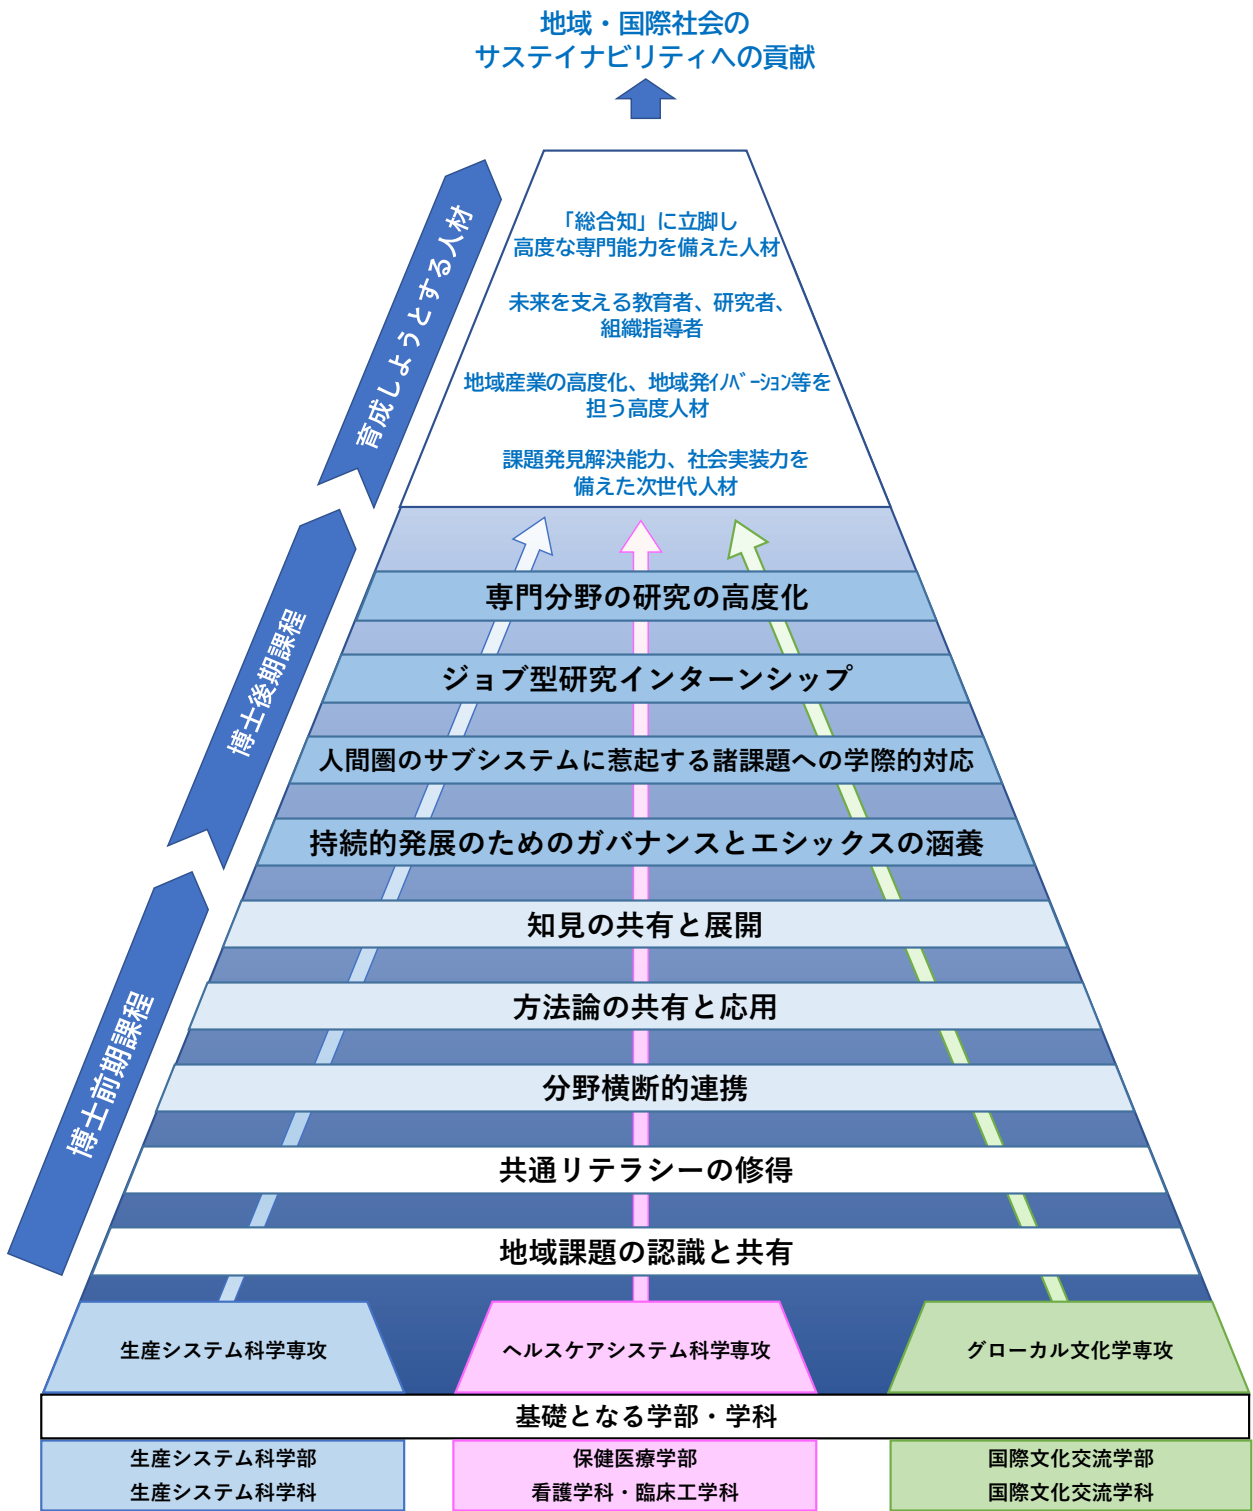 地域・国際社会の
サステイナビリティへの貢献
育成しようとする人材
「総合知」に立脚し
高度な専門能力を備えた人材
未来を支える教育者、研究者、
組織指導者
地域産業の高度化、地域発ｲﾉﾍﾞｰｼｮﾝ等を
担う高度人材
課題発見解決能力、社会実装力を
備えた次世代人材
博士後期課程
専門分野の研究の高度化
ジョブ型研究インターンシップ
人間圏のサブシステムに惹起する諸課題への学際的対応
持続的発展のためのガバナンスとエシックスの涵養
博士前期課程
知見の共有と展開
方法論の共有と応用
分野横断的連携
共通リテラシーの修得
地域課題の認識と共有
生産システム科学専攻
ヘルスケアシステム科学専攻
グローカル文化学専攻
基礎となる学部・学科
生産システム科学部
生産システム科学科
保健医療学部
看護学科・臨床工学科
国際文化交流学部
国際文化交流学科